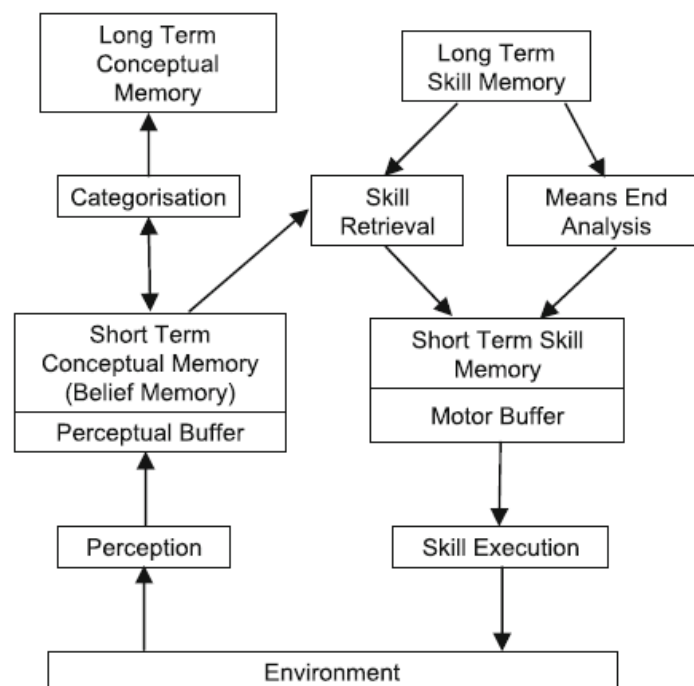 Long Term
Conceptual
Memory
Long Term
Skill Memory
Categorisation
Skill
Retrieval
Means End
Analysis
Short Term
Conceptual Memory
(Belief Memory)
Perceptual Buffer
Short Term Skill
Memory
Motor Buffer
Perception
Skill Execution
Environment